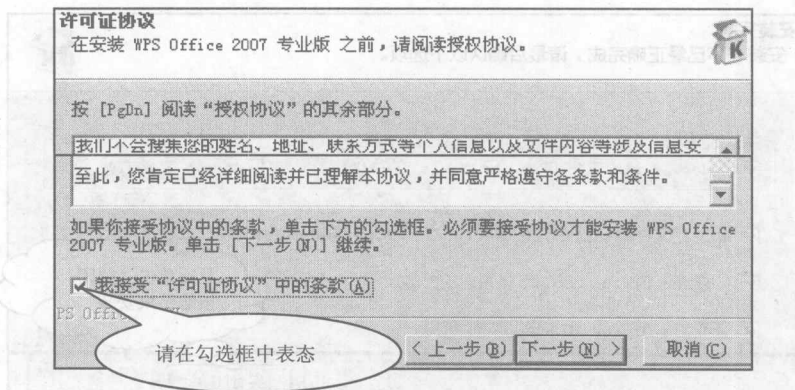 许可证协议
在安装 WPS Office 2007 专业版 之前，请阅读授权协议。
K
按 [PgDn] 阅读“授权协议”的其余部分。
我们不会搜集您的姓名、地址、联系方式等个人信息以及文件内容等涉及信息安
至此，您肯定已经详细阅读并已理解本协议，并同意严格遵守各条款和条件。
如果你接受协议中的条款，单击下方的勾选框。必须要接受协议才能安装 WPS Office
2007 专业版。单击 [下一步(N)] 继续。
我接受“许可证协议”中的条款(A)
PS Offi
请在勾选框中表态
< 上一步(B) 下一步(N) > 取消(C)